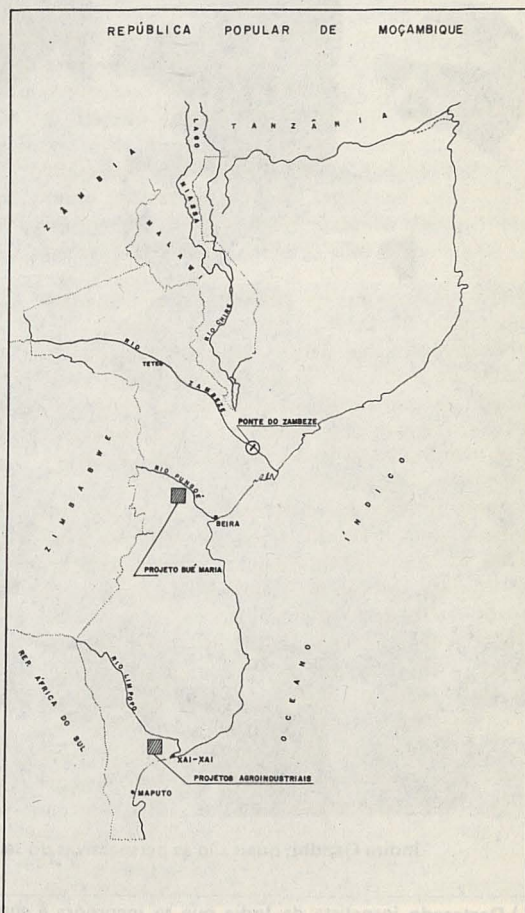 REPÚBLICA POPULAR DE MOÇAMBIQUE
TANZÂNIA
ZÂMBIA
LAGO NIASSA
MALAWI
RIO CHIRE
RIO ZAMBEZE
TETE
PONTE DO ZAMBEZE
ZIMBABWE
RIO PUNGOÉ
BEIRA
OCEANO ÍNDICO
PROJETO BUÉ MARIA
RIO LIMPOPO
REP. ÁFRICA DO SUL
XAI-XAI
PROJETOS AGROINDUSTRIAIS
MAPUTO